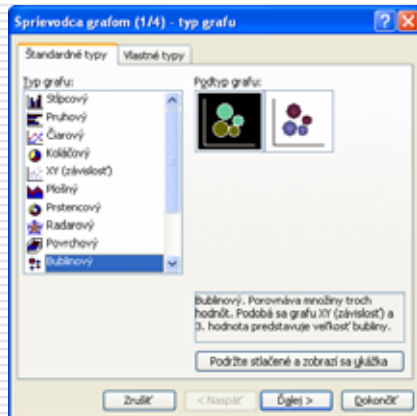 Sprievodca grafom (1/4) - typ grafu
Štandardné typy
Vlastné typy
Typ grafu:
Stĺpcový
Pruhový
Čiarový
Koláčový
XY (závislosť)
Plošný
Prstencový
Radarový
Povrchový
Bublinový
Podtyp grafu:
Bublinový. Porovnáva množiny troch
hodnôt. Podobá sa grafu XY (závislosť) a
3. hodnota predstavuje veľkosť bubliny.
Podržte stlačené a zobrazí sa ukážka
Zrušiť
< Naspäť
Ďalej >
Dokončiť